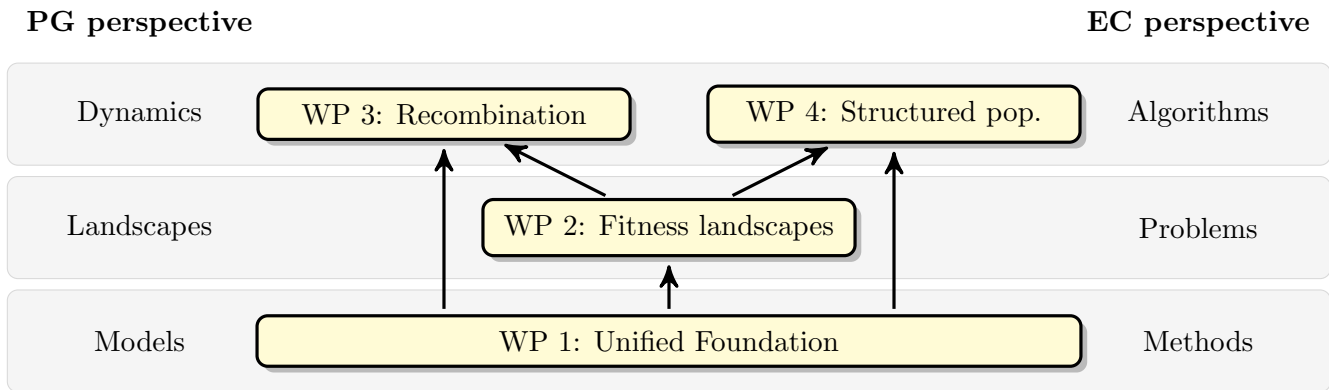 PG perspective
EC perspective
Dynamics
WP 3: Recombination
WP 4: Structured pop.
Algorithms
Landscapes
WP 2: Fitness landscapes
Problems
Models
WP 1: Unified Foundation
Methods